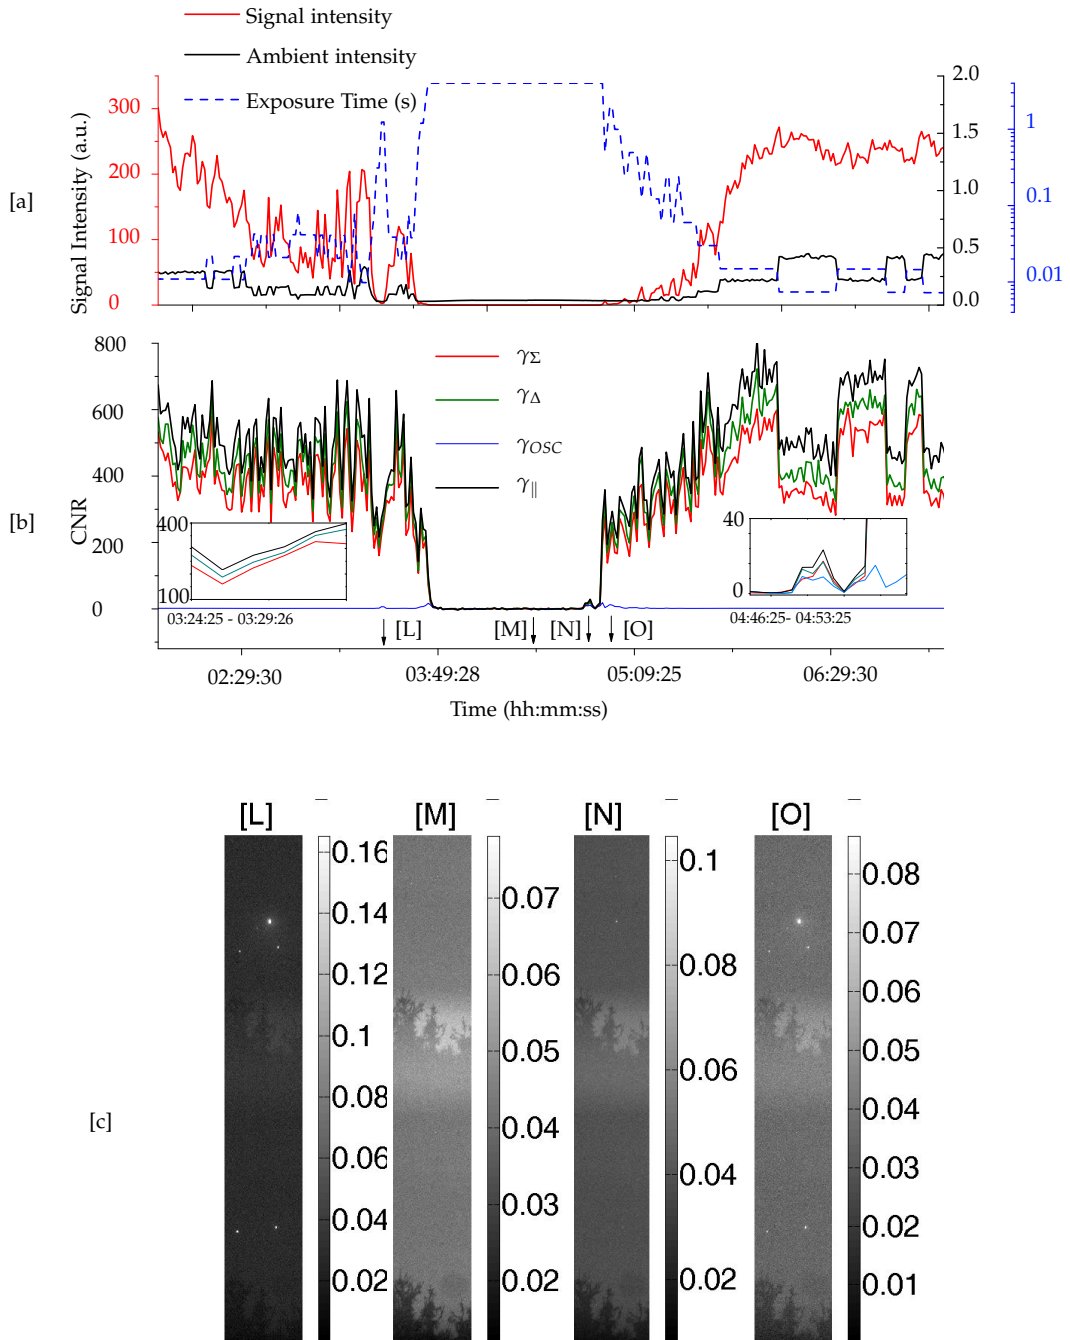 Signal intensity
Ambient intensity
Exposure Time (s)
[a]
Signal Intensity (a.u.)
300
200
100
0
2.0
1.5
1.0
0.5
0.0
1
0.1
0.01
[b]
CNR
800
600
400
200
0
γΣ
γΔ
γOSC
γ∥
400
100
03:24:25 - 03:29:26
40
0
04:46:25- 04:53:25
[L]
[M]
[N]
[O]
02:29:30
03:49:28
05:09:25
06:29:30
Time (hh:mm:ss)
[c]
[L]
[M]
[N]
[O]
0.16
0.14
0.12
0.1
0.08
0.06
0.04
0.02
0.07
0.06
0.05
0.04
0.03
0.02
0.1
0.08
0.06
0.04
0.02
0.08
0.07
0.06
0.05
0.04
0.03
0.02
0.01